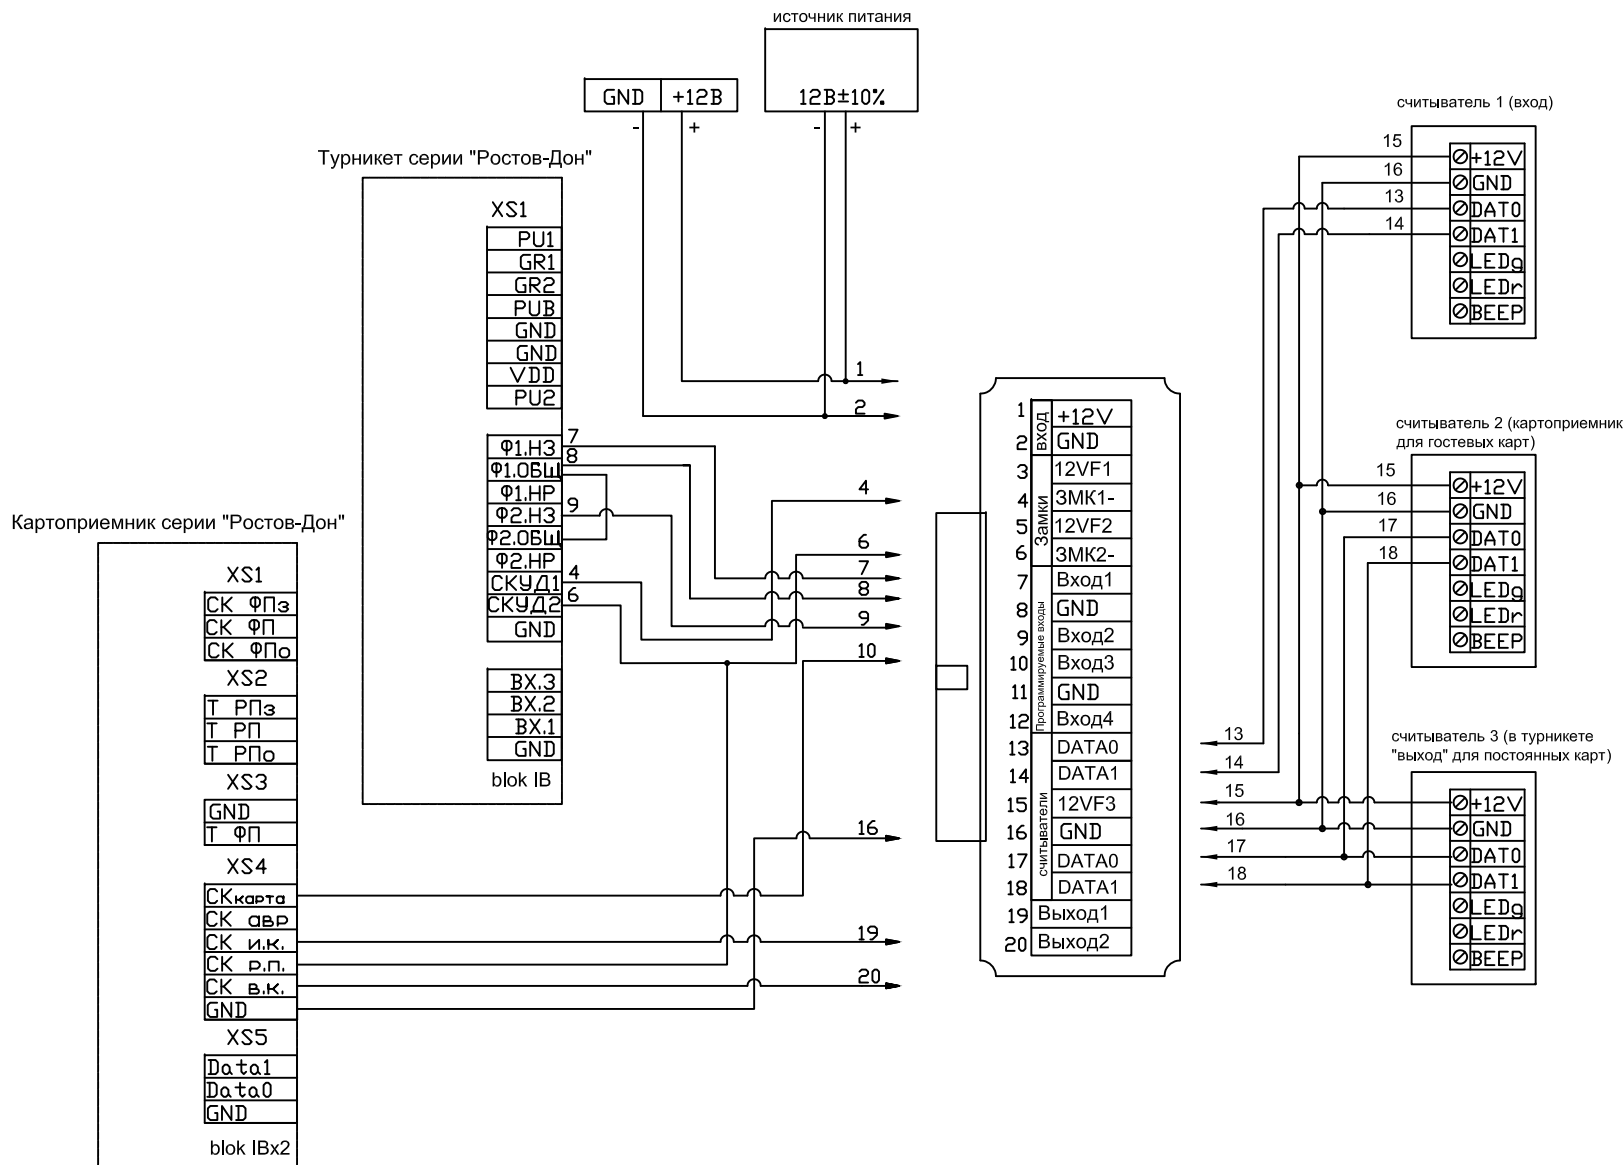 источник питания
GND +12В
12В±10%
- +
- +
Турникет серии "Ростов-Дон"
XS1
PU1
GR1
GR2
PUB
GND
GND
VDD
PU2
Ф1.НЗ 7
Ф1.ОБЩ 8
Ф1.НР
Ф2.НЗ 9
Ф2.ОБЩ
Ф2.НР
СКУД1 4
СКУД2 6
GND
ВХ.3
ВХ.2
ВХ.1
GND
blok IB
Картоприемник серии "Ростов-Дон"
XS1
СК ФПз
СК ФП
СК ФПо
XS2
Т РПз
Т РП
Т РПо
XS3
GND
Т ФП
XS4
СКкарта
СК авр
СК и.к.
СК р.п.
СК в.к.
GND
XS5
Data1
Data0
GND
blok IBx2
1
2
4
6
7
8
9
10
16
19
20
вход
Замки
Программируемые входы
считыватели
1 +12V
2 GND
3 12VF1
4 ЗМК1-
5 12VF2
6 ЗМК2-
7 Вход1
8 GND
9 Вход2
10 Вход3
11 GND
12 Вход4
13 DATA0
14 DATA1
15 12VF3
16 GND
17 DATA0
18 DATA1
19 Выход1
20 Выход2
13
14
15
16
17
18
считыватель 1 (вход)
15 +12V
16 GND
13 DAT0
14 DAT1
LEDg
LEDr
BEEP
считыватель 2 (картоприемник
для гостевых карт)
15 +12V
16 GND
17 DAT0
18 DAT1
LEDg
LEDr
BEEP
считыватель 3 (в турникете
"выход" для постоянных карт)
+12V
GND
DAT0
DAT1
LEDg
LEDr
BEEP